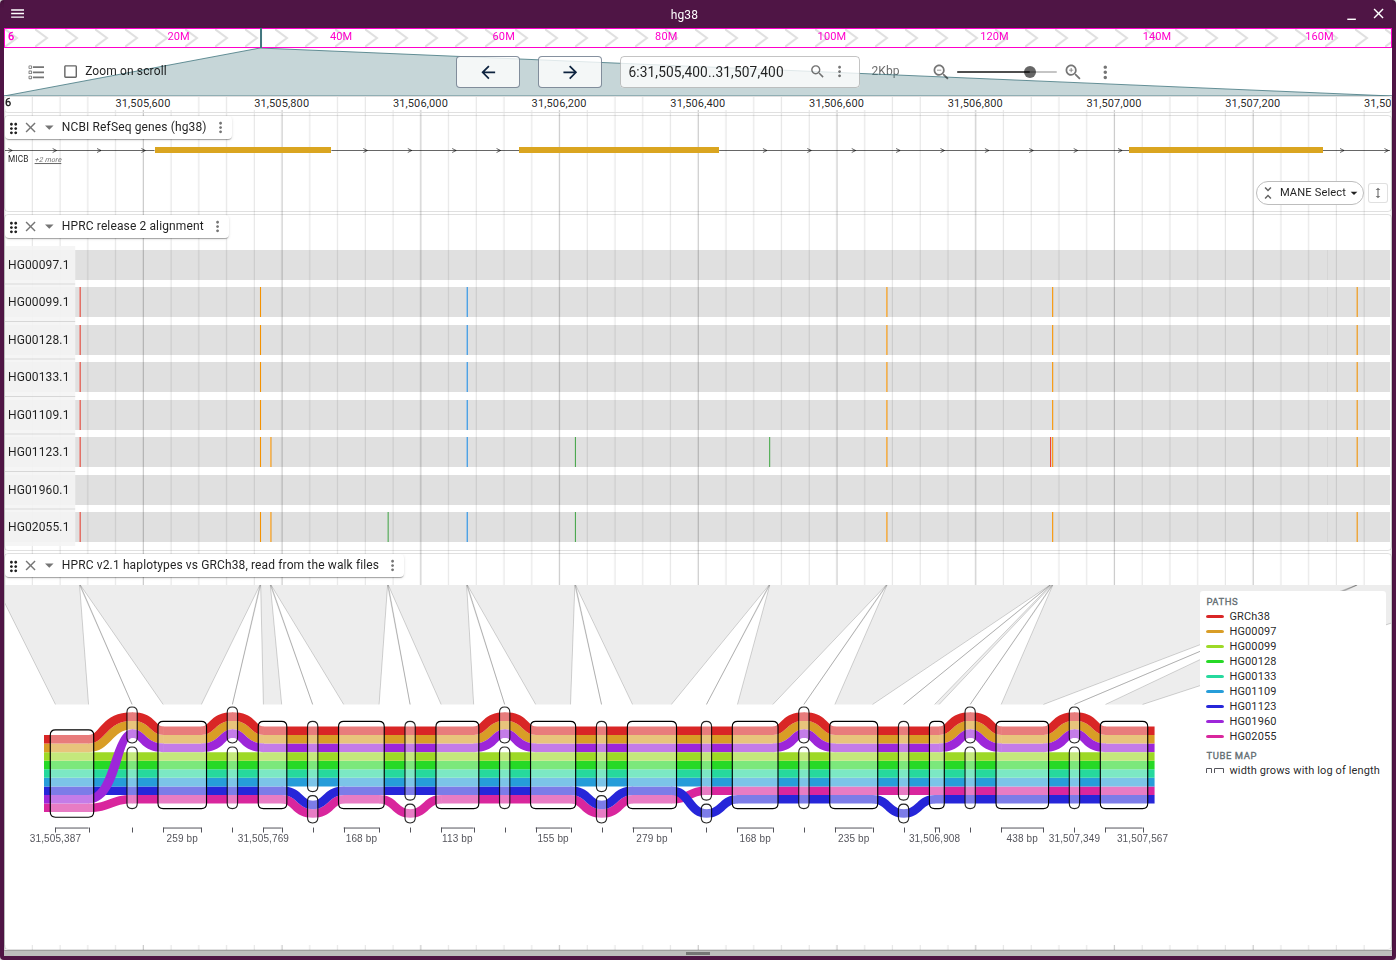 hg38
6 20M 40M 60M 80M 100M 120M 140M 160M
Zoom on scroll 6:31,505,400..31,507,400 2Kbp
6 31,505,600 31,505,800 31,506,000 31,506,200 31,506,400 31,506,600 31,506,800 31,507,000 31,507,200 31,50
NCBI RefSeq genes (hg38)
MICB +2 more
MANE Select
HPRC release 2 alignment
HG00097.1
HG00099.1
HG00128.1
HG00133.1
HG01109.1
HG01123.1
HG01960.1
HG02055.1
HPRC v2.1 haplotypes vs GRCh38, read from the walk files
PATHS
GRCh38
HG00097
HG00099
HG00128
HG00133
HG01109
HG01123
HG01960
HG02055
TUBE MAP
width grows with log of length
31,505,387 259 bp 31,505,769 168 bp 113 bp 155 bp 279 bp 168 bp 235 bp 31,506,908 438 bp 31,507,349 31,507,567